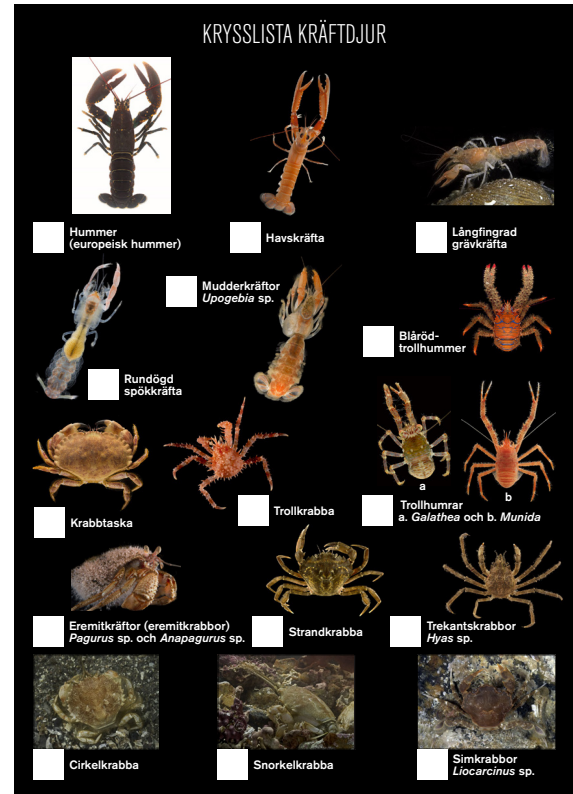 KRYSSLISTA KRÄFTDJUR
Hummer
(europeisk hummer)
Havskräfta
Långfingrad
grävkräfta
Mudderkräftor
Upogebia sp.
Blåröd-
trollhummer
Rundögd
spökkräfta
a
b
Krabbtaska
Trollkrabba
Trollhumrar
a. Galathea och b. Munida
Eremitkräftor (eremitkrabbor)
Pagurus sp. och Anapagurus sp.
Strandkrabba
Trekantskrabbor
Hyas sp.
Cirkelkrabba
Snorkelkrabba
Simkrabbor
Liocarcinus sp.